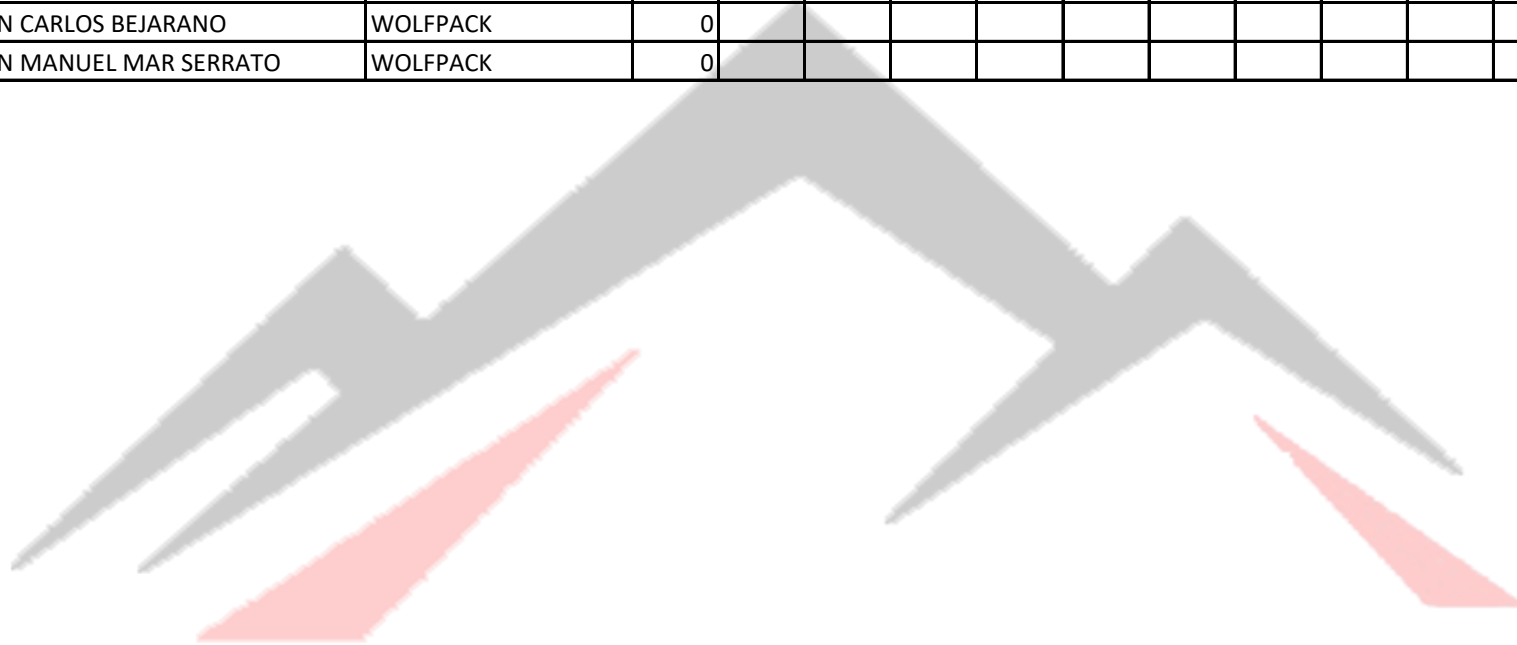 N CARLOS BEJARANO WOLFPACK 0
N MANUEL MAR SERRATO WOLFPACK 0